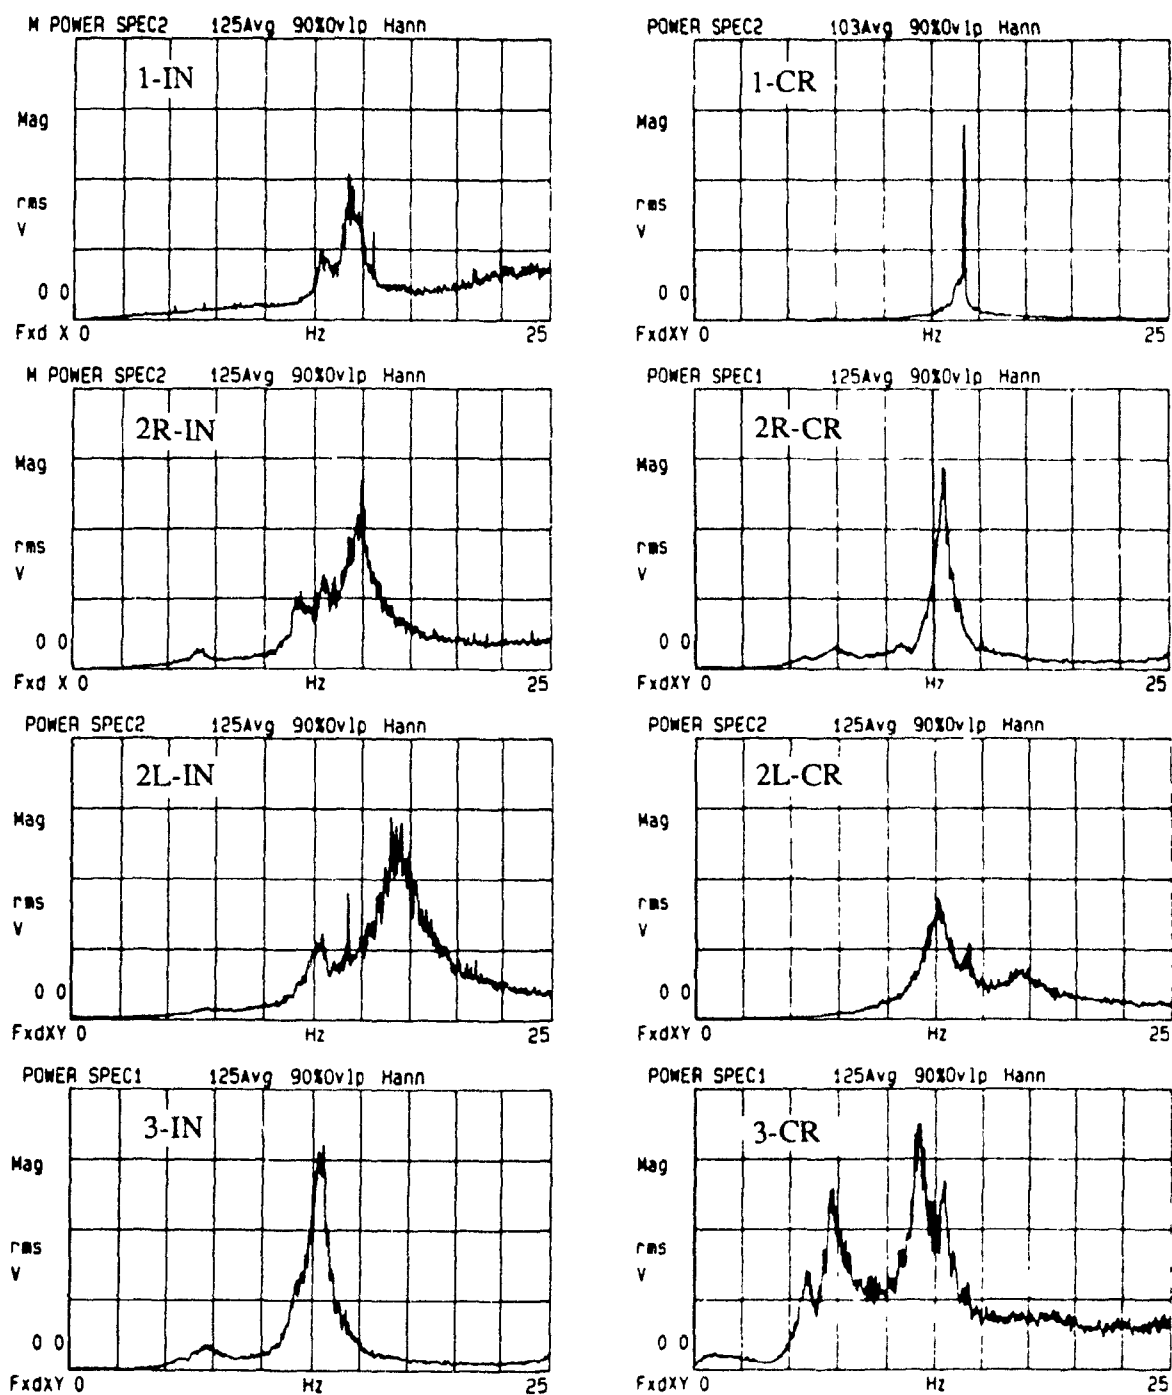 M POWER SPEC2 125Avg 90%Ovlp Hann
1-IN
Mag
rms
V
0 0
Fxd X 0 Hz 25
POWER SPEC2 103Avg 90%Ovlp Hann
1-CR
Mag
rms
V
0 0
FxdXY 0 Hz 25
M POWER SPEC2 125Avg 90%Ovlp Hann
2R-IN
Mag
rms
V
0 0
Fxd X 0 Hz 25
POWER SPEC1 125Avg 90%Ovlp Hann
2R-CR
Mag
rms
V
0 0
FxdXY 0 Hz 25
POWER SPEC2 125Avg 90%Ovlp Hann
2L-IN
Mag
rms
V
0 0
FxdXY 0 Hz 25
POWER SPEC2 125Avg 90%Ovlp Hann
2L-CR
Mag
rms
V
0 0
FxdXY 0 Hz 25
POWER SPEC1 125Avg 90%Ovlp Hann
3-IN
Mag
rms
V
0 0
FxdXY 0 Hz 25
POWER SPEC1 125Avg 90%Ovlp Hann
3-CR
Mag
rms
V
0 0
FxdXY 0 Hz 25